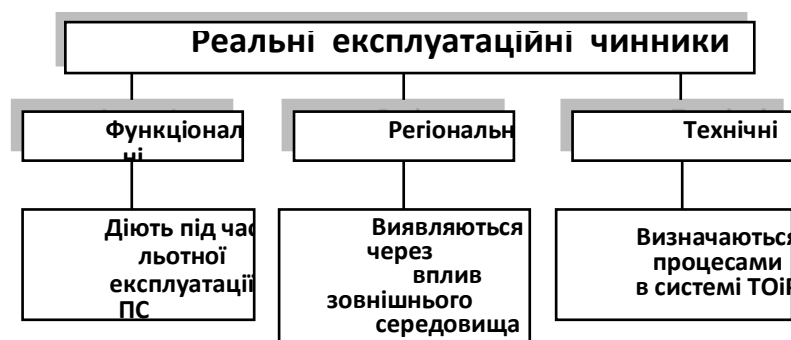 Реальні експлуатаційні чинники
Функціонал
ні
Регіональн
Технічні
Діють під час
льотної
експлуатації
ПС
Виявляються
через
вплив
зовнішнього
середовища
Визначаються
процесами
в системі ТОіР